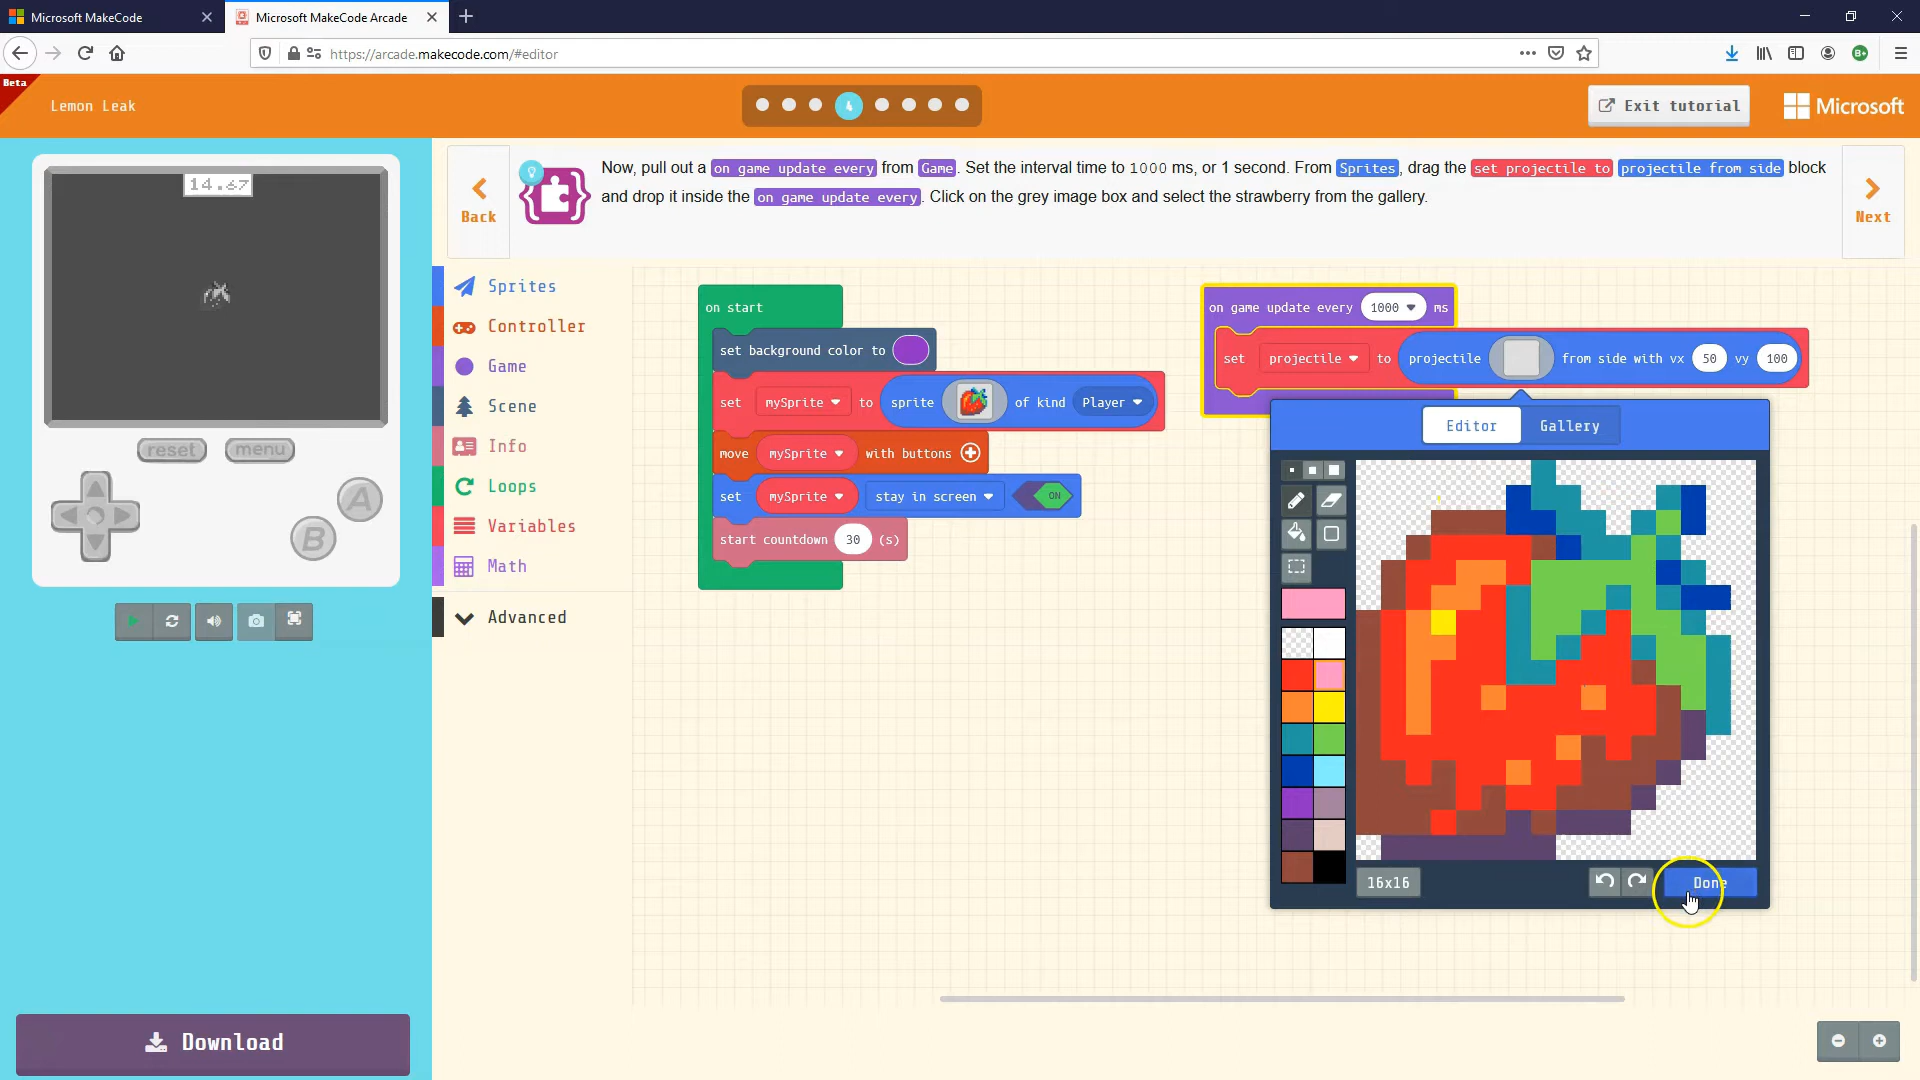 Microsoft MakeCode
Microsoft MakeCode Arcade
https://arcade.makecode.com/#editor
Beta
Lemon Leak
4
Exit tutorial
Microsoft
Back
Now, pull out a on game update every from Game. Set the interval time to 1000 ms, or 1 second. From Sprites, drag the set projectile to projectile from side block
and drop it inside the on game update every. Click on the grey image box and select the strawberry from the gallery.
Next
14.67
reset
menu
A
B
Download
Sprites
Controller
Game
Scene
Info
Loops
Variables
Math
Advanced
on start
set background color to
set mySprite to sprite of kind Player
move mySprite with buttons
set mySprite stay in screen ON
start countdown 30 (s)
on game update every 1000 ms
set projectile to projectile from side with vx 50 vy 100
Editor
Gallery
16x16
Done